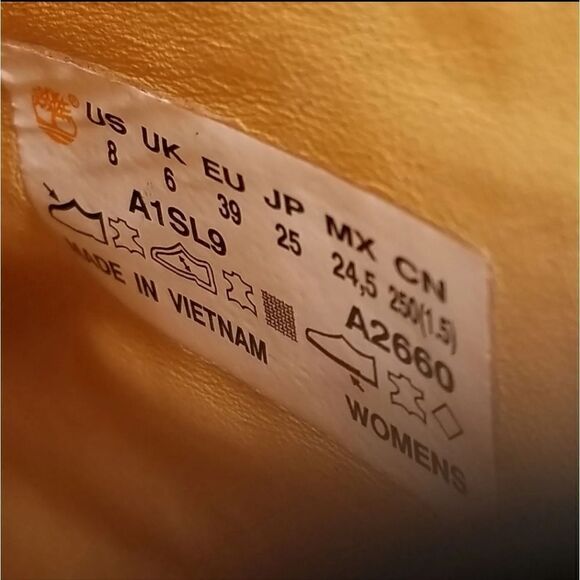 US UK EU JP MX CN
8 6 39 25 24,5 250(1.5)
A1SL9 A2660
MADE IN VIETNAM WOMENS